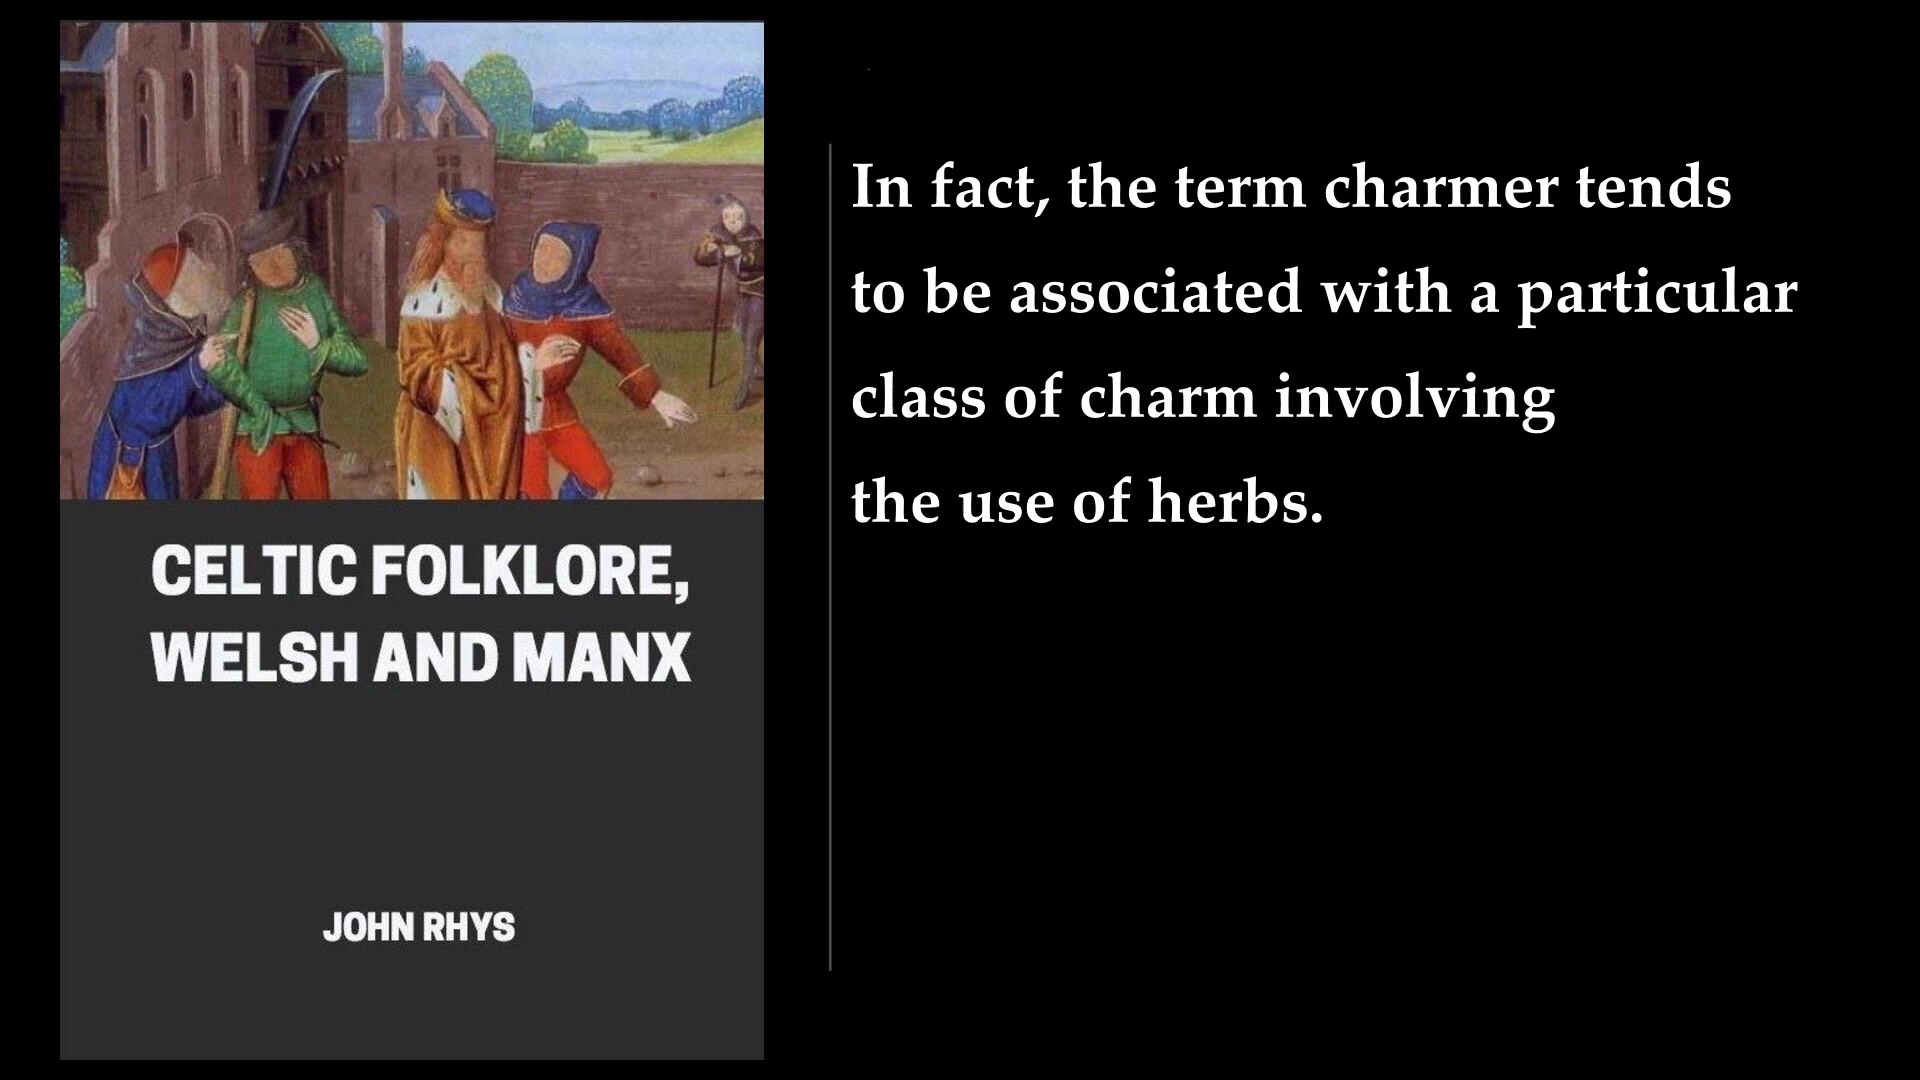 CELTIC FOLKLORE,
WELSH AND MANX
JOHN RHYS
In fact, the term charmer tends
to be associated with a particular
class of charm involving
the use of herbs.